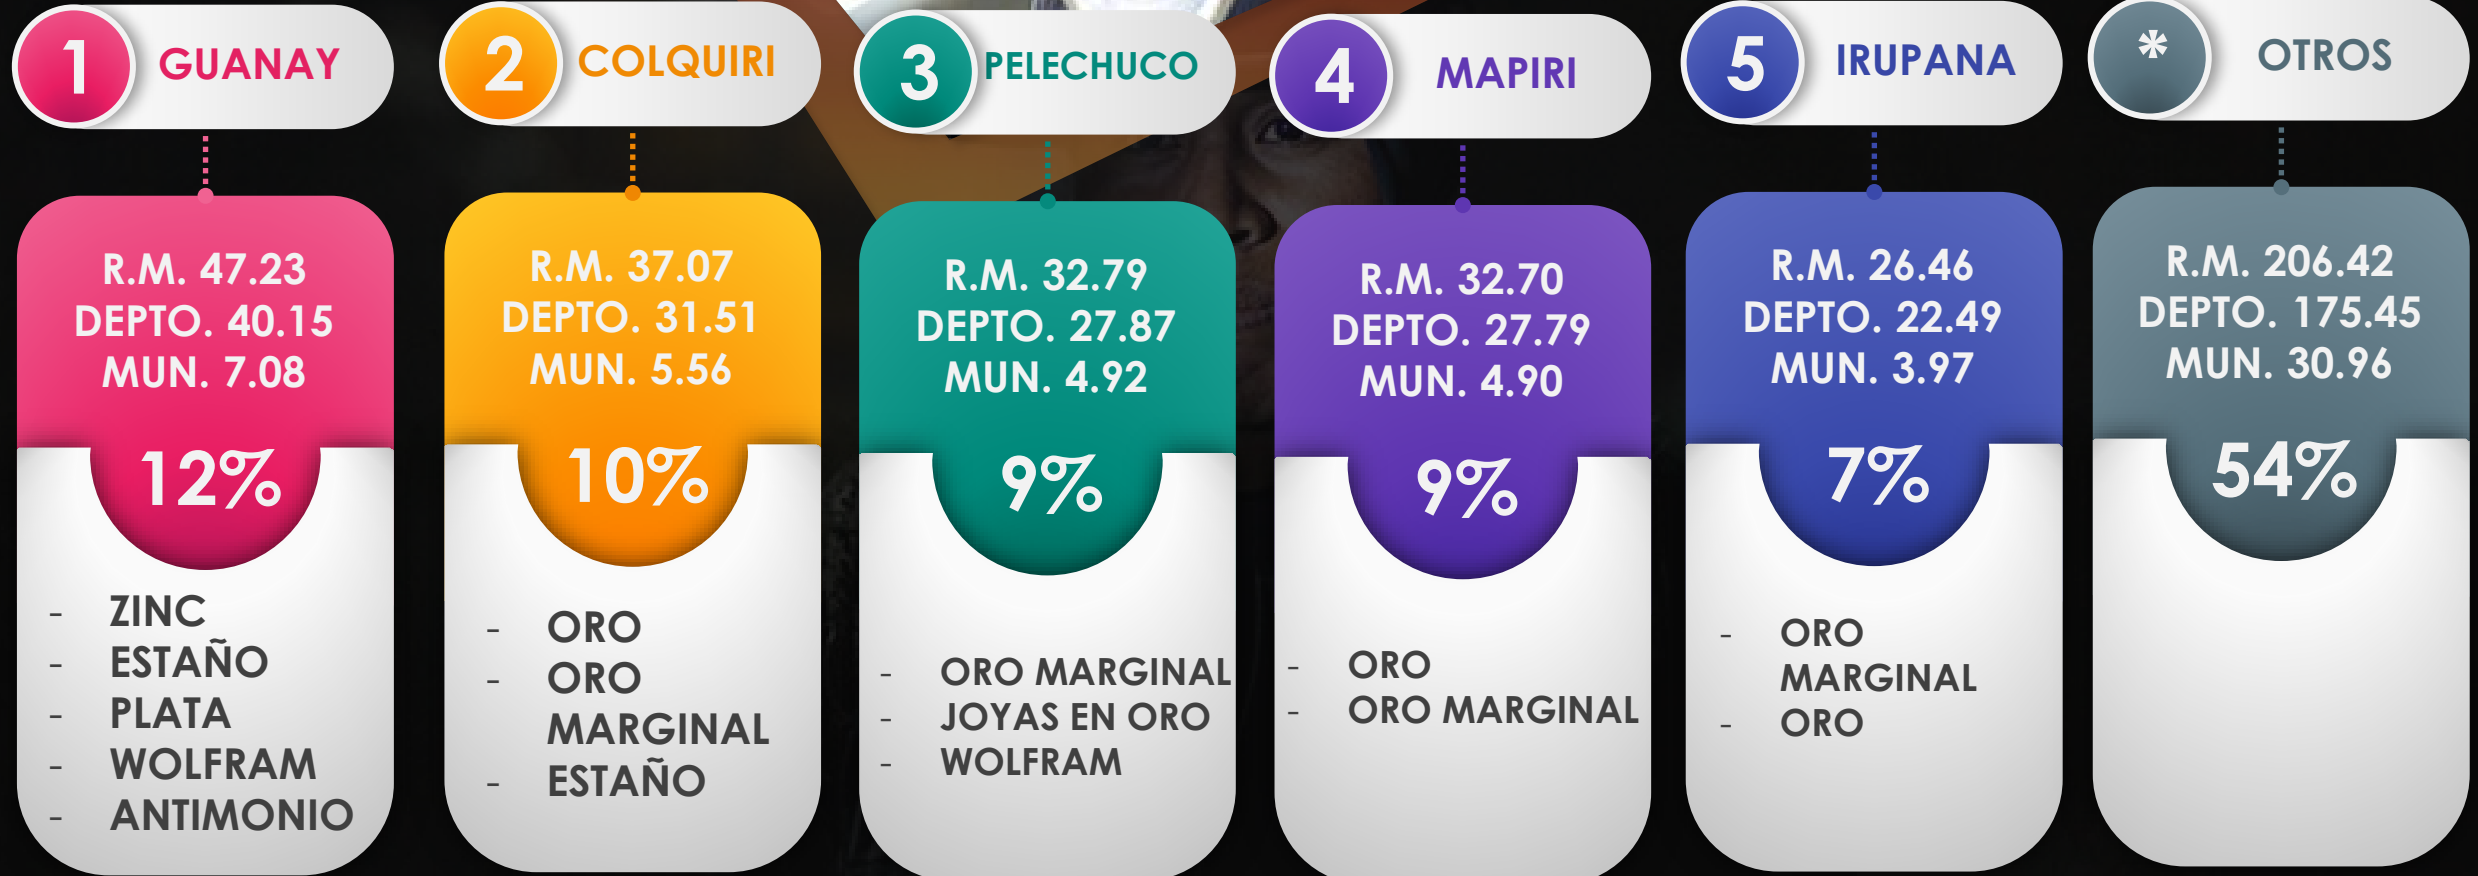 1
GUANAY
R.M. 47.23
DEPTO. 40.15
MUN. 7.08
12%
- ZINC
- ESTAÑO
- PLATA
- WOLFRAM
- ANTIMONIO
2
COLQUIRI
R.M. 37.07
DEPTO. 31.51
MUN. 5.56
10%
- ORO
- ORO
MARGINAL
- ESTAÑO
3
PELECHUCO
R.M. 32.79
DEPTO. 27.87
MUN. 4.92
9%
- ORO MARGINAL
- JOYAS EN ORO
- WOLFRAM
4
MAPIRI
R.M. 32.70
DEPTO. 27.79
MUN. 4.90
9%
- ORO
- ORO MARGINAL
5
IRUPANA
R.M. 26.46
DEPTO. 22.49
MUN. 3.97
7%
- ORO
MARGINAL
- ORO
*
OTROS
R.M. 206.42
DEPTO. 175.45
MUN. 30.96
54%